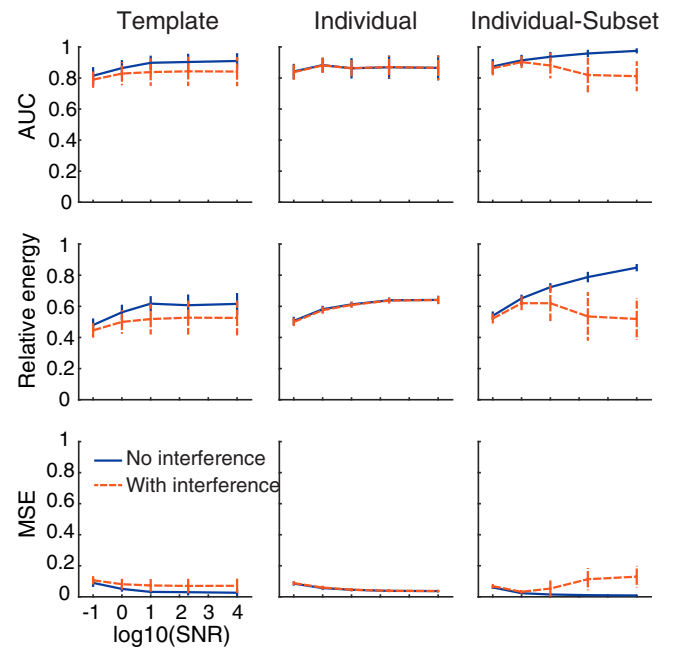 Template Individual Individual-Subset
AUC
1
0.8
0.6
0.4
0.2
0
Relative energy
1
0.8
0.6
0.4
0.2
0
MSE
1
0.8
0.6
0.4
0.2
0
No interference
With interference
-1 0 1 2 3 4
log10(SNR)